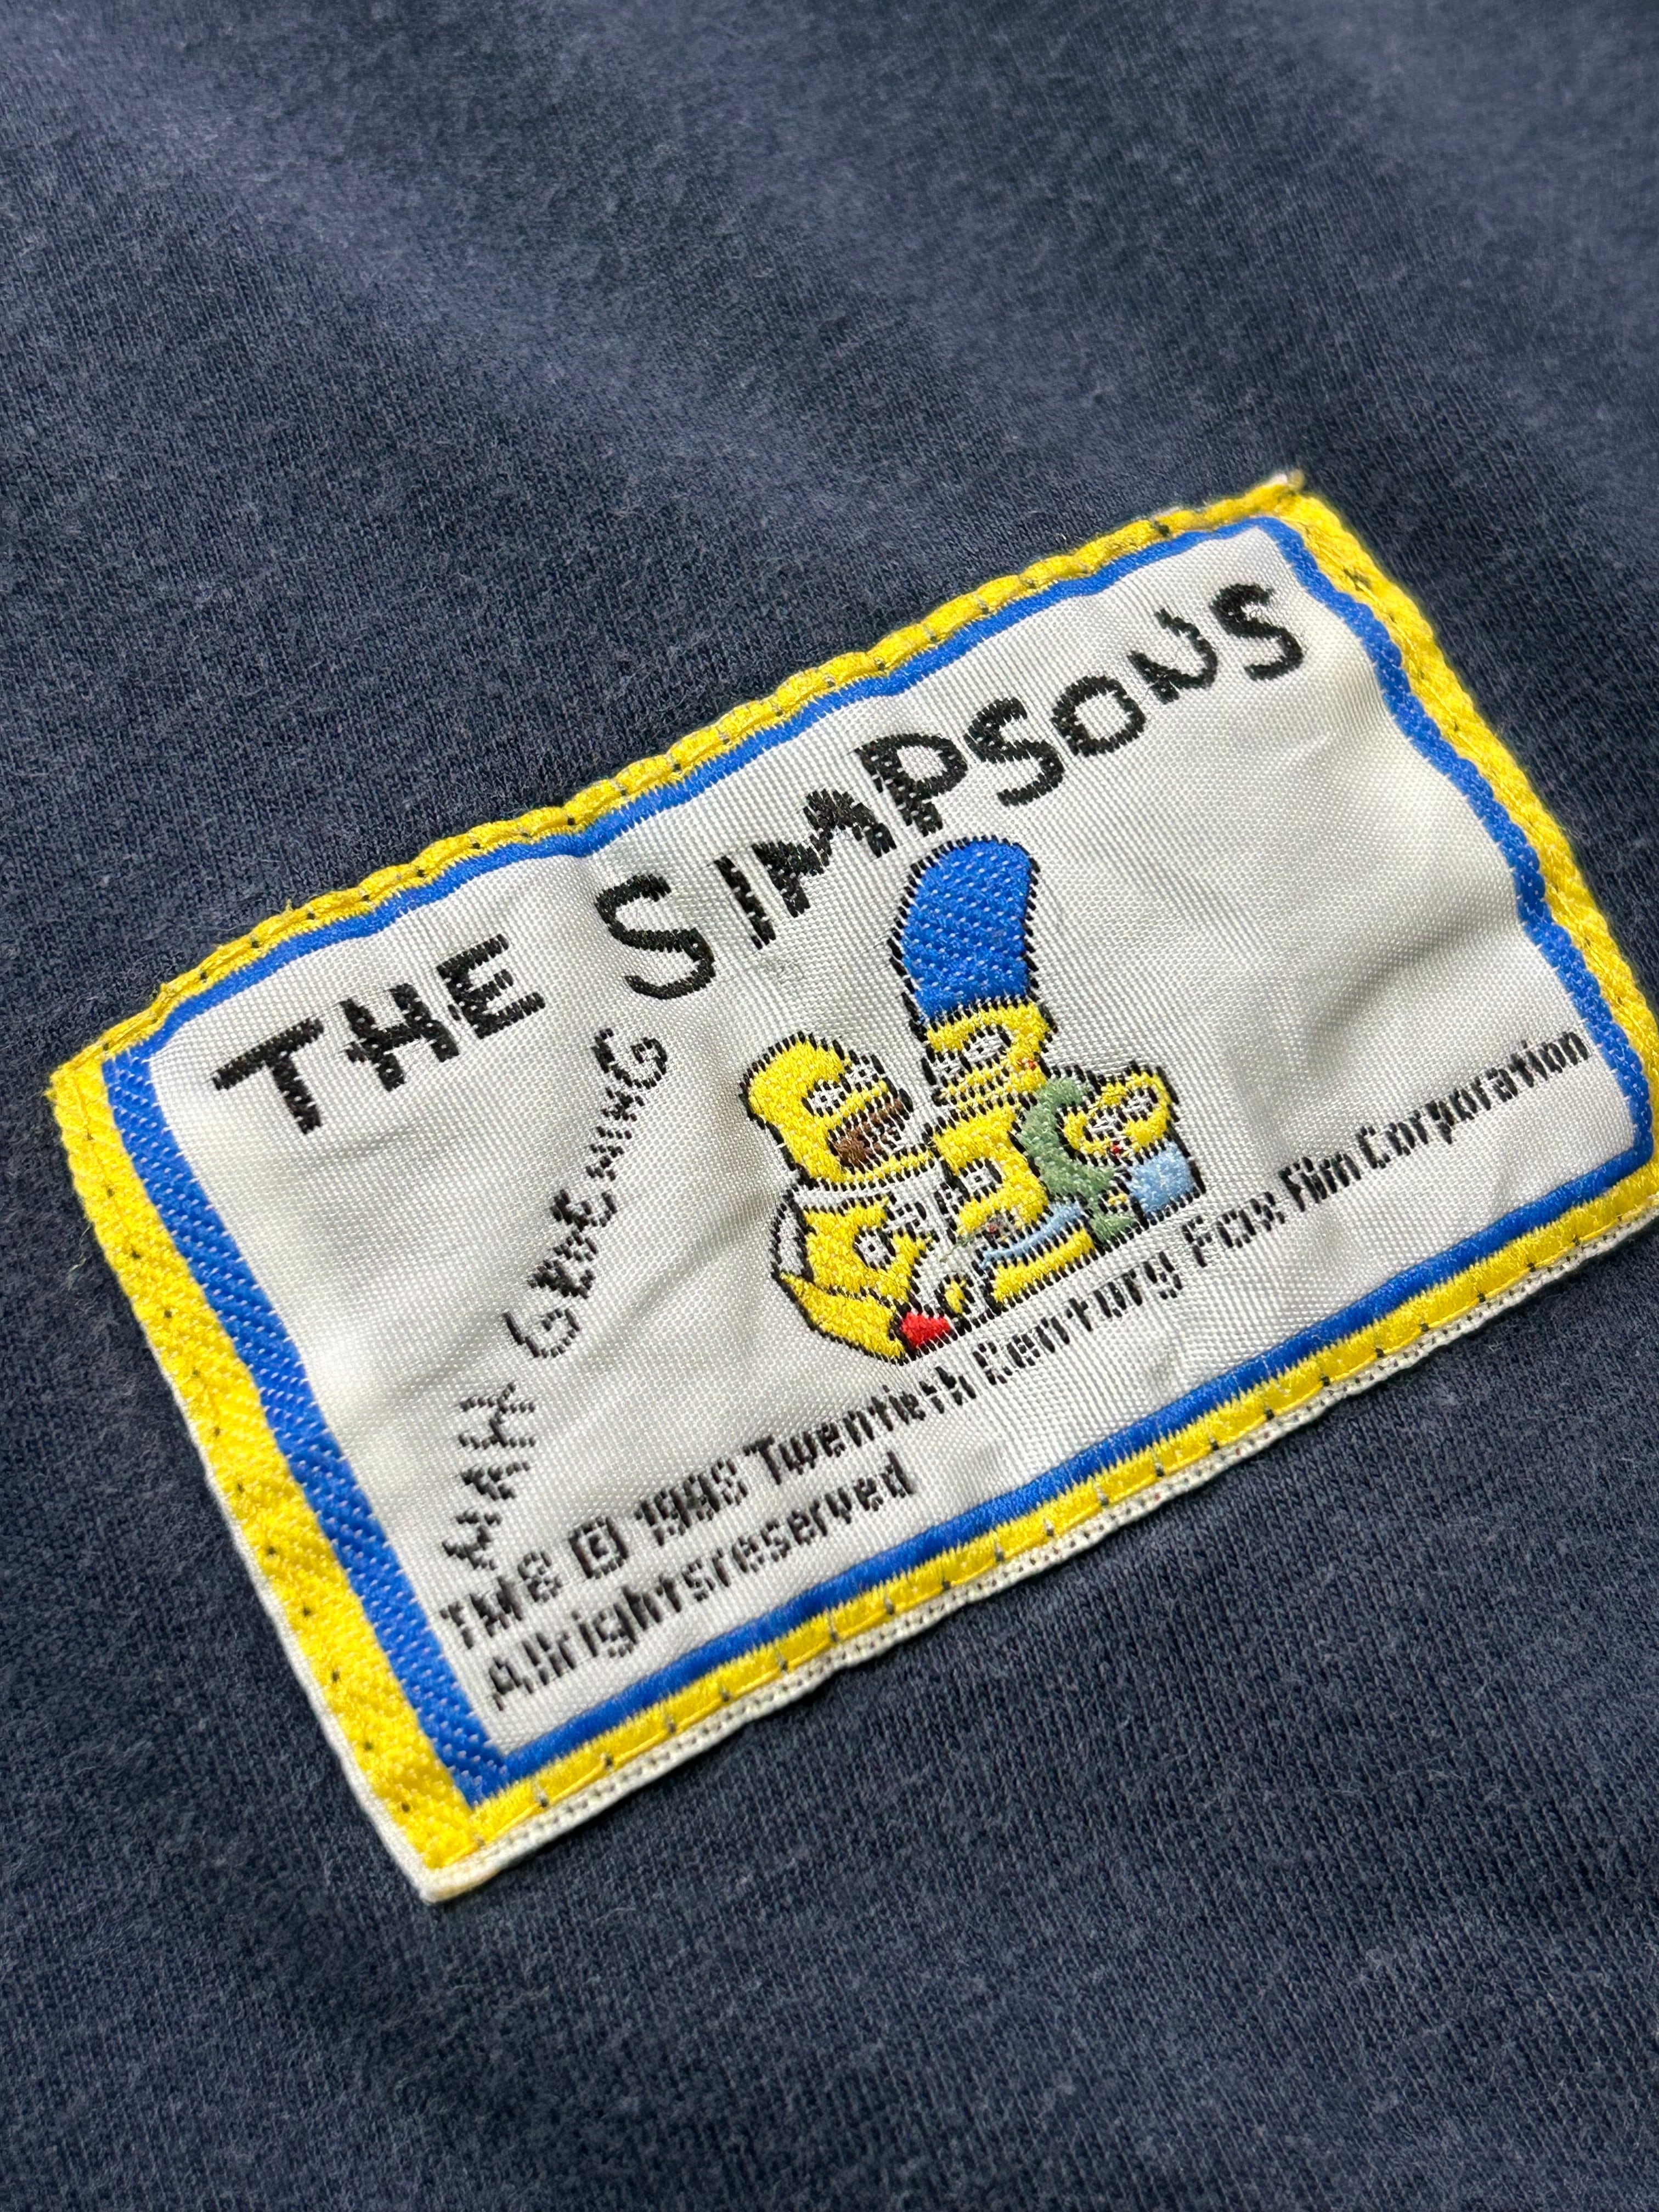 THE SIMPSONS
MATT GROENING
TM & © 1998 Twentieth Century Fox Film Corporation
Allrightsreserved